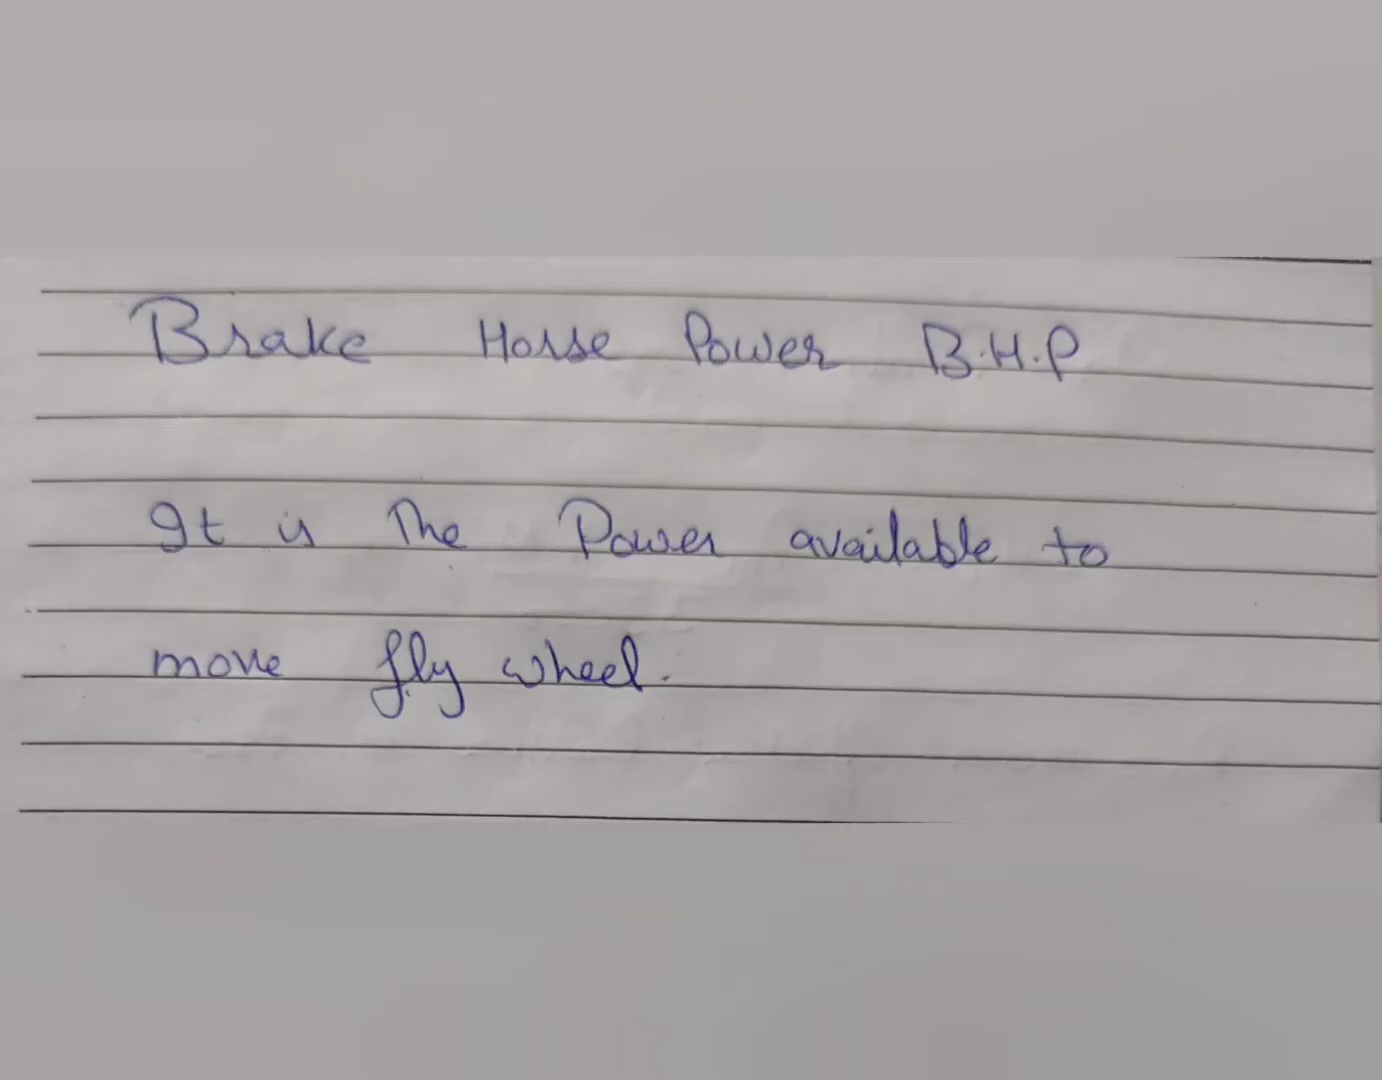 Brake Horse Power B.H.P
It is The Power available to
move fly wheel.